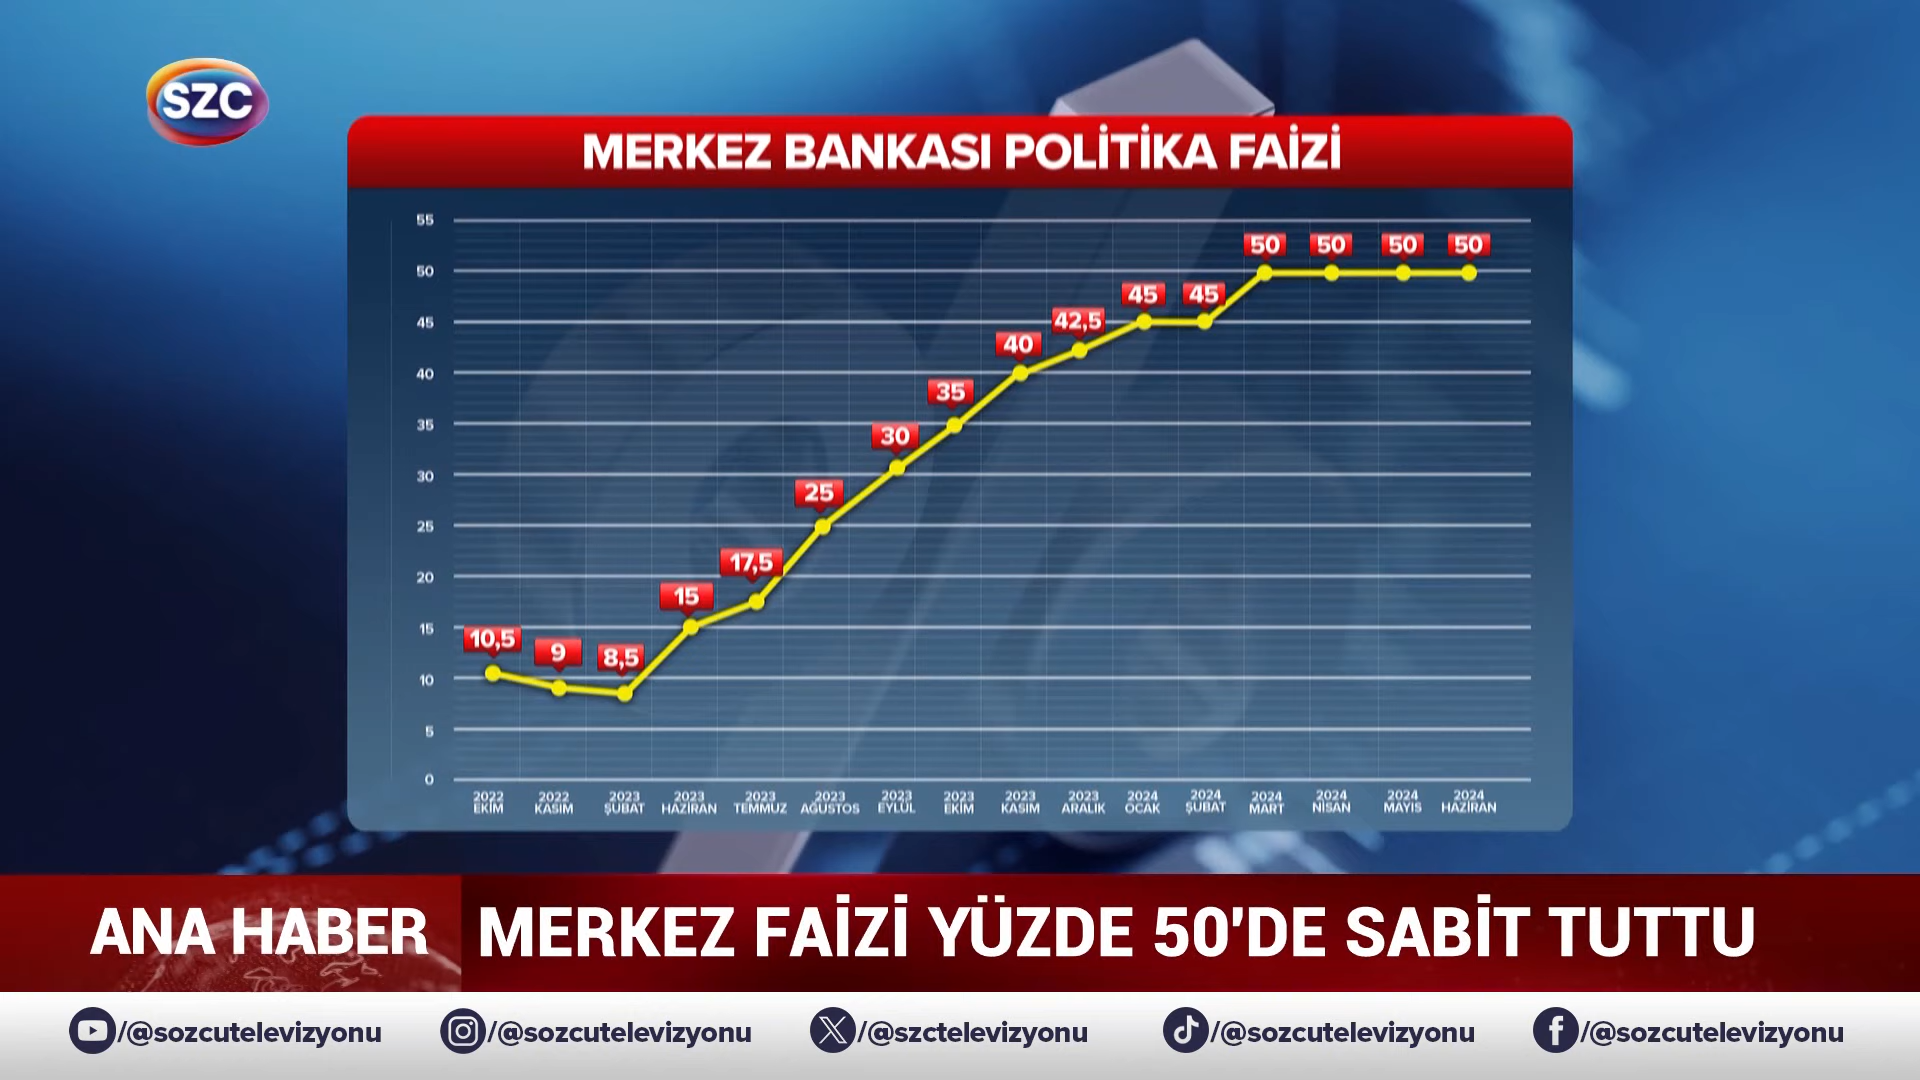 SZC
MERKEZ BANKASI POLİTİKA FAİZİ
55
50
45
40
35
30
25
20
15
10
5
0
10,5
9
8,5
15
17,5
25
30
35
40
42,5
45
45
50
50
50
50
2022 EKİM
2022 KASIM
2023 ŞUBAT
2023 HAZİRAN
2023 TEMMUZ
2023 AĞUSTOS
2023 EYLÜL
2023 EKİM
2023 KASIM
2023 ARALIK
2024 OCAK
2024 ŞUBAT
2024 MART
2024 NİSAN
2024 MAYIS
2024 HAZİRAN
ANA HABER
MERKEZ FAİZİ YÜZDE 50'DE SABİT TUTTU
/@sozcutelevizyonu
/@sozcutelevizyonu
/@szctelevizyonu
/@sozcutelevizyonu
/@sozcutelevizyonu